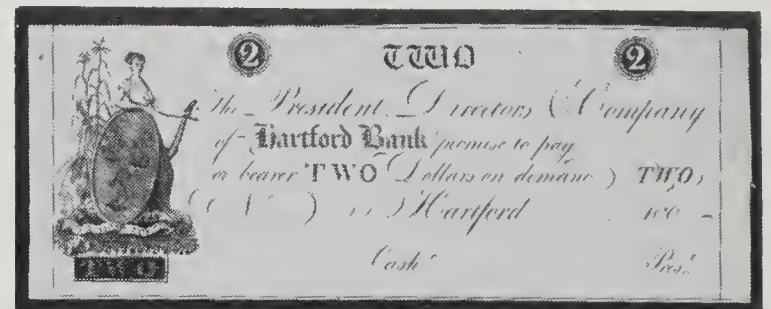 2 TWO 2
The President Directors & Company
of Hartford Bank promise to pay
or bearer TWO Dollars on demand TWO
(N ) Hartford
Cash.r Pres.t
TWO